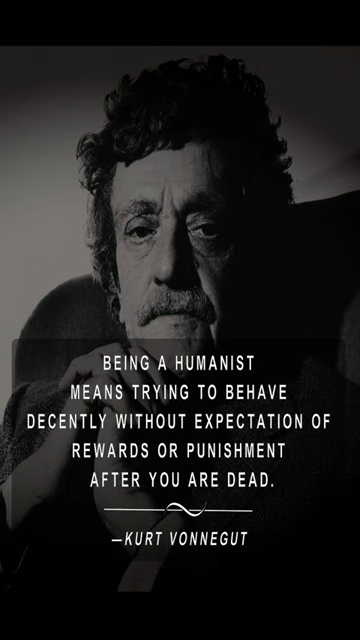 BEING A HUMANIST
MEANS TRYING TO BEHAVE
DECENTLY WITHOUT EXPECTATION OF
REWARDS OR PUNISHMENT
AFTER YOU ARE DEAD.
—KURT VONNEGUT